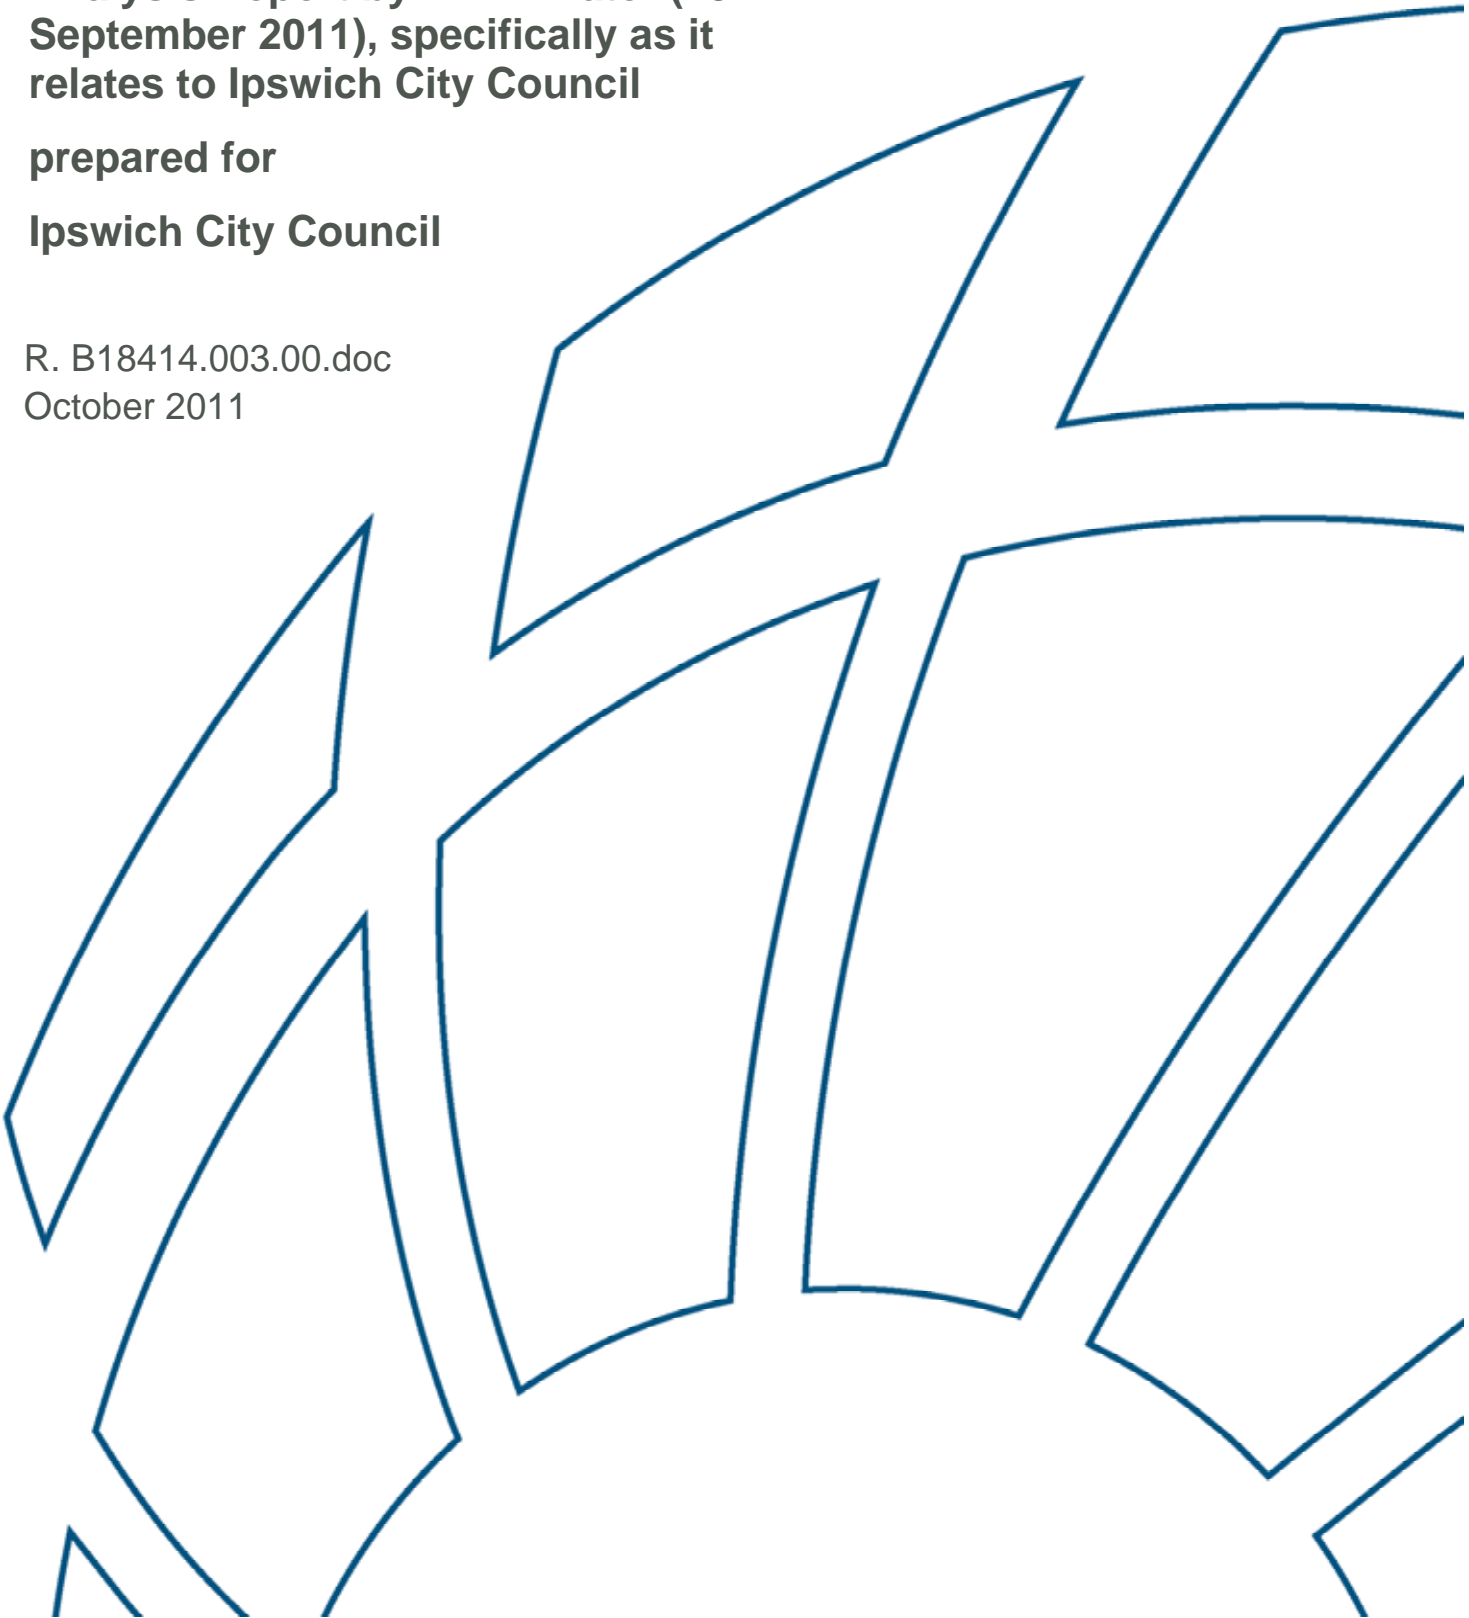 September 2011), specifically as it
relates to Ipswich City Council
prepared for
Ipswich City Council
R. B18414.003.00.doc
October 2011